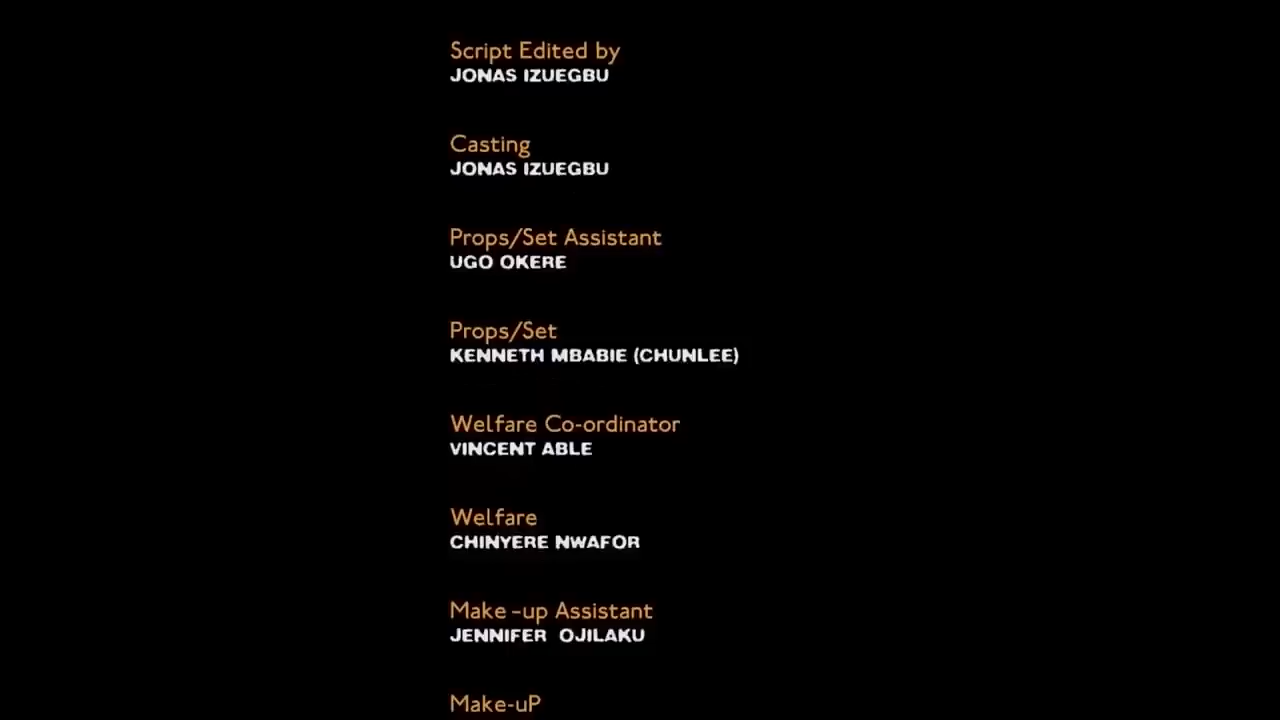 Script Edited by
JONAS IZUEGBU
Casting
JONAS IZUEGBU
Props/Set Assistant
UGO OKERE
Props/Set
KENNETH MBABIE (CHUNLEE)
Welfare Co-ordinator
VINCENT ABLE
Welfare
CHINYERE NWAFOR
Make-up Assistant
JENNIFER OJILAKU
Make-uP